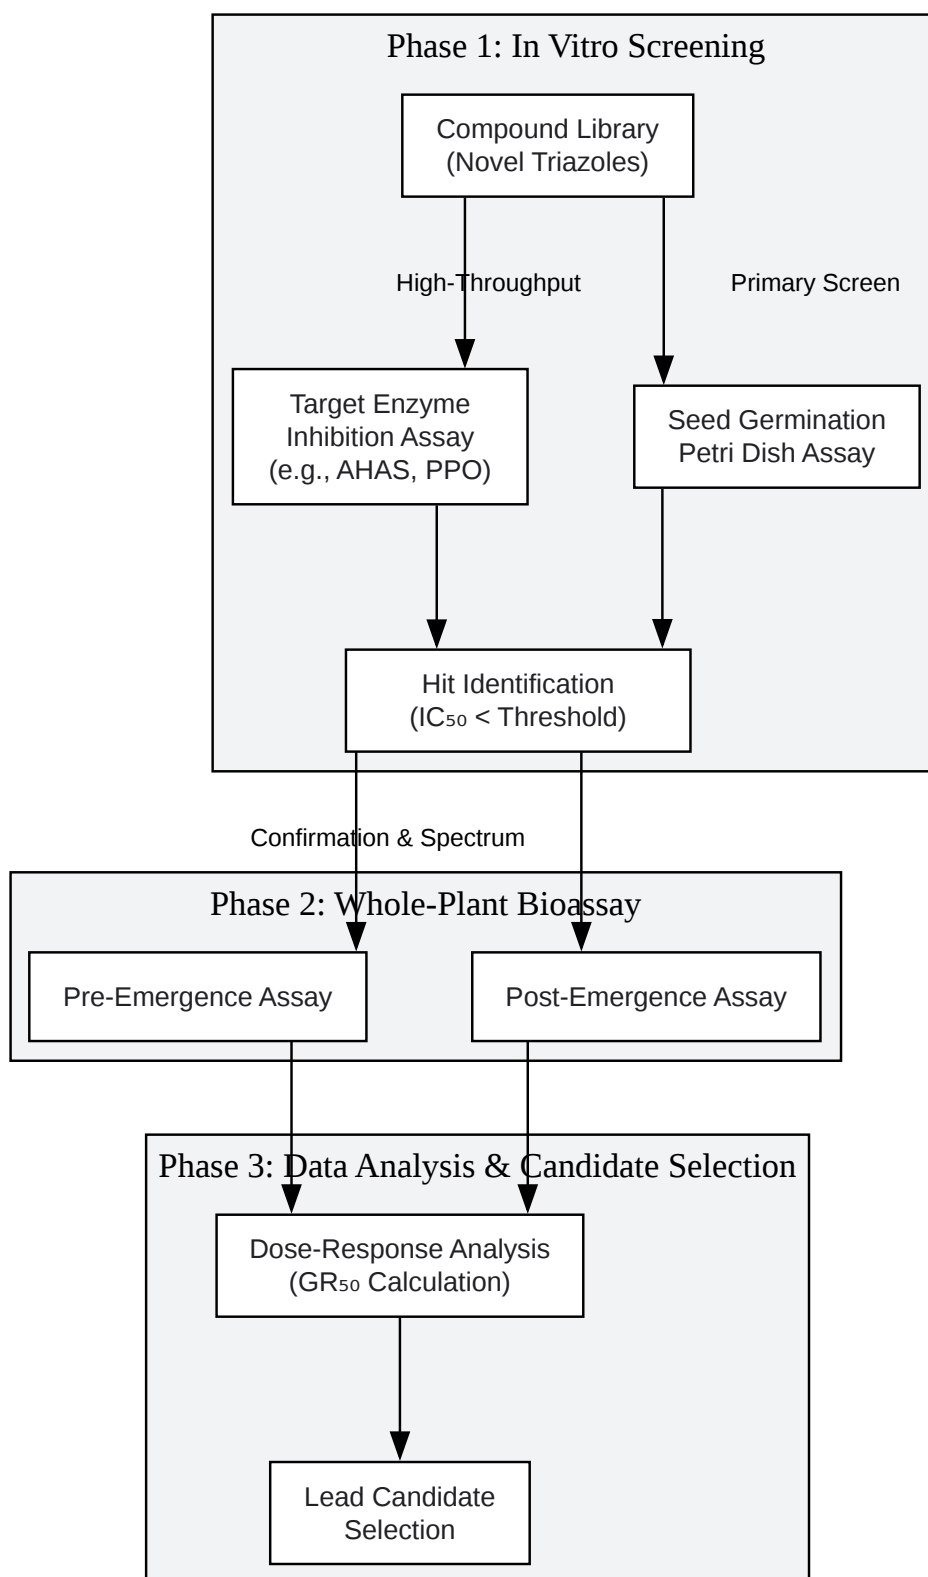 Phase 1: In Vitro Screening
Compound Library
(Novel Triazoles)
High-Throughput
Primary Screen
Target Enzyme
Inhibition Assay
(e.g., AHAS, PPO)
Seed Germination
Petri Dish Assay
Hit Identification
(IC₅₀ < Threshold)
Confirmation & Spectrum
Phase 2: Whole-Plant Bioassay
Pre-Emergence Assay
Post-Emergence Assay
Phase 3: Data Analysis & Candidate Selection
Dose-Response Analysis
(GR₅₀ Calculation)
Lead Candidate
Selection